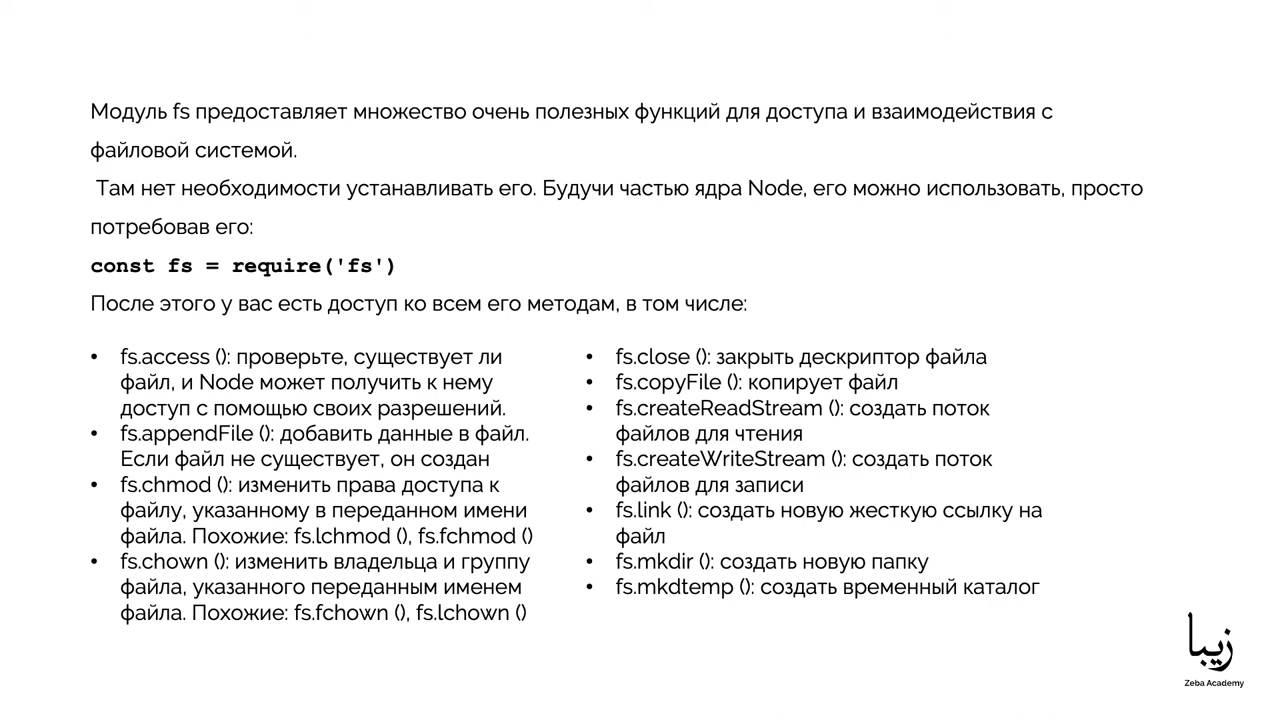 Модуль fs предоставляет множество очень полезных функций для доступа и взаимодействия с
файловой системой.
Там нет необходимости устанавливать его. Будучи частью ядра Node, его можно использовать, просто
потребовав его:
const fs = require('fs')
После этого у вас есть доступ ко всем его методам, в том числе:
• fs.access (): проверьте, существует ли
файл, и Node может получить к нему
доступ с помощью своих разрешений.
• fs.appendFile (): добавить данные в файл.
Если файл не существует, он создан
• fs.chmod (): изменить права доступа к
файлу, указанному в переданном имени
файла. Похожие: fs.lchmod (), fs.fchmod ()
• fs.chown (): изменить владельца и группу
файла, указанного переданным именем
файла. Похожие: fs.fchown (), fs.lchown ()
• fs.close (): закрыть дескриптор файла
• fs.copyFile (): копирует файл
• fs.createReadStream (): создать поток
файлов для чтения
• fs.createWriteStream (): создать поток
файлов для записи
• fs.link (): создать новую жесткую ссылку на
файл
• fs.mkdir (): создать новую папку
• fs.mkdtemp (): создать временный каталог
زیبا
Zeba Academy